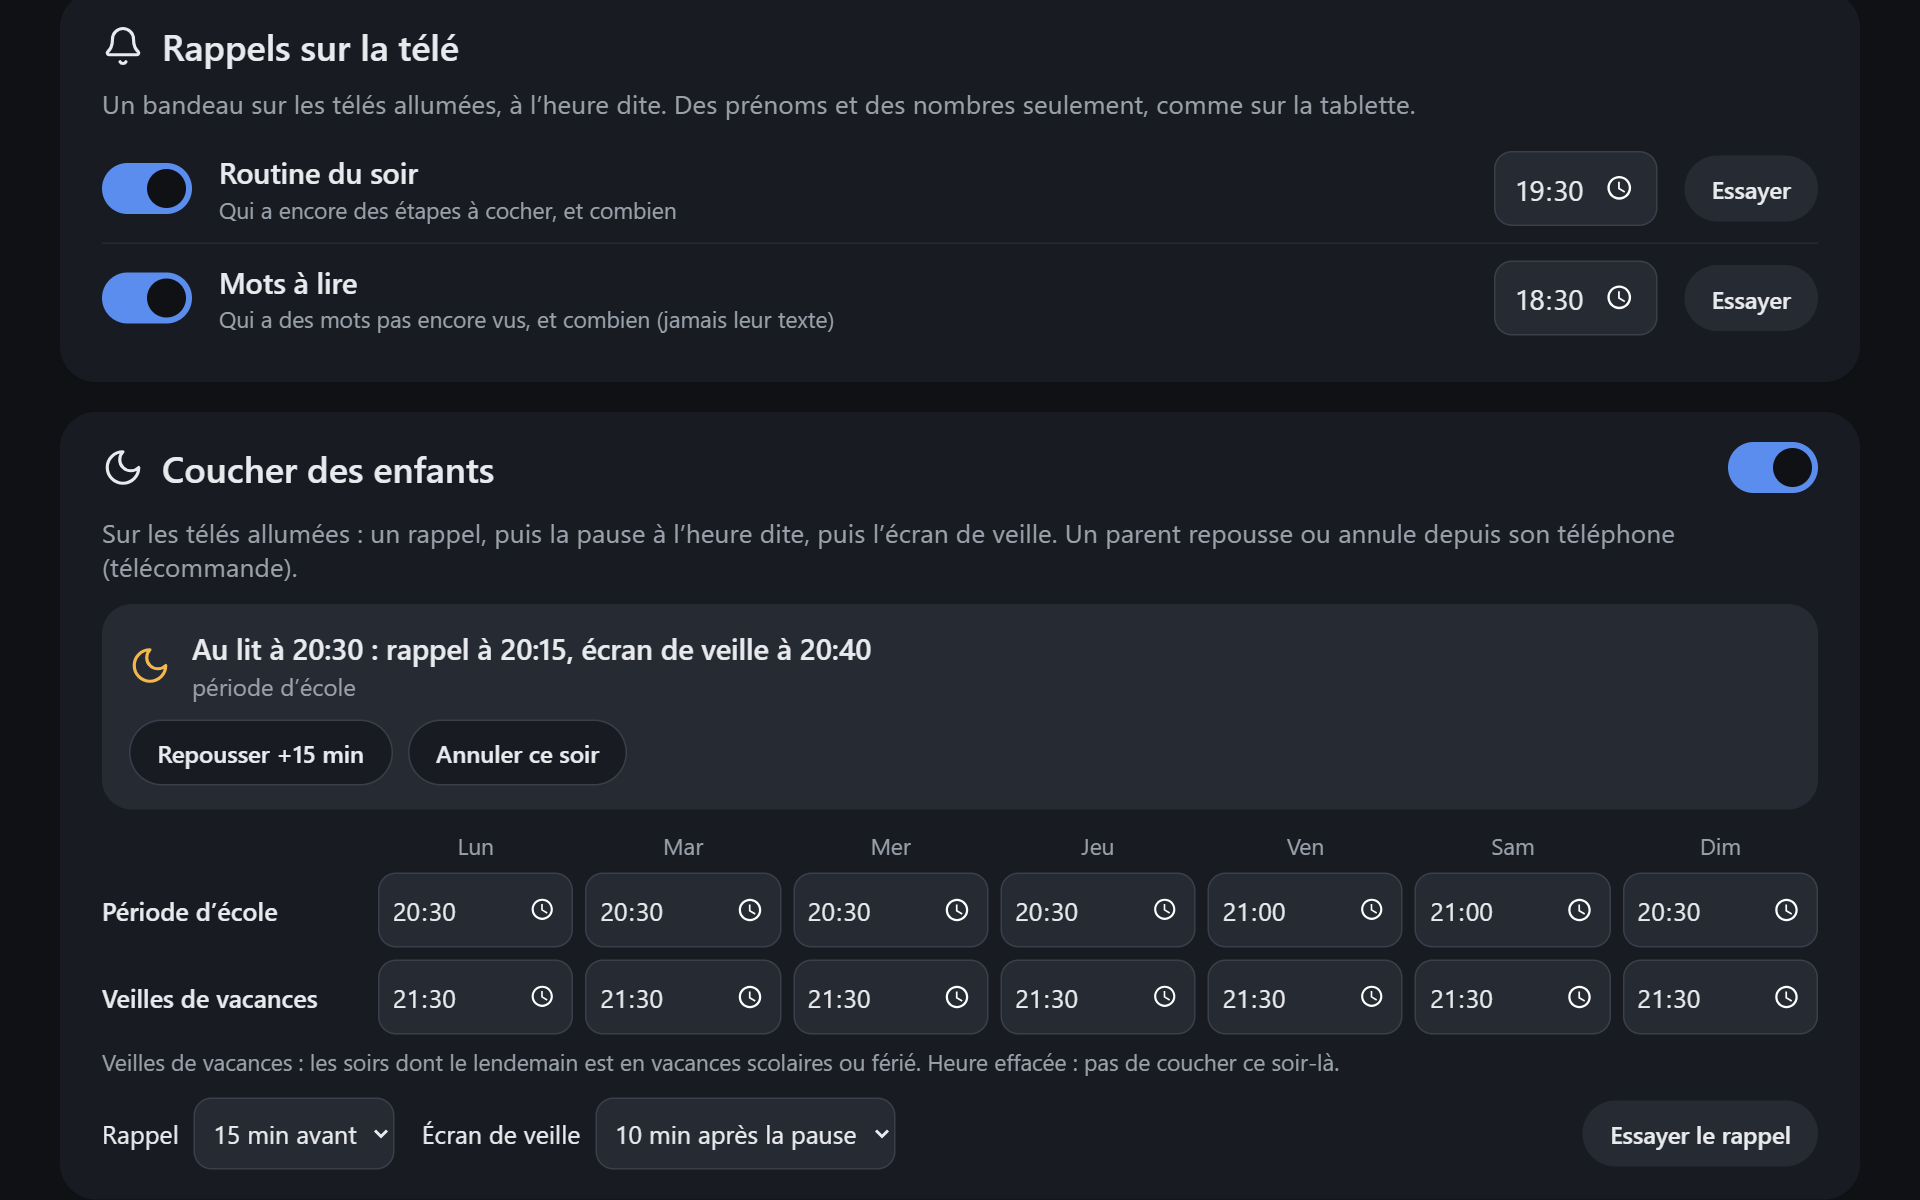 Rappels sur la télé
Un bandeau sur les télés allumées, à l’heure dite. Des prénoms et des nombres seulement, comme sur la tablette.
Routine du soir
Qui a encore des étapes à cocher, et combien
19:30
Essayer
Mots à lire
Qui a des mots pas encore vus, et combien (jamais leur texte)
18:30
Essayer
Coucher des enfants
Sur les télés allumées : un rappel, puis la pause à l’heure dite, puis l’écran de veille. Un parent repousse ou annule depuis son téléphone
(télécommande).
Au lit à 20:30 : rappel à 20:15, écran de veille à 20:40
période d’école
Repousser +15 min
Annuler ce soir
Lun Mar Mer Jeu Ven Sam Dim
Période d’école 20:30 20:30 20:30 20:30 21:00 21:00 20:30
Veilles de vacances 21:30 21:30 21:30 21:30 21:30 21:30 21:30
Veilles de vacances : les soirs dont le lendemain est en vacances scolaires ou férié. Heure effacée : pas de coucher ce soir-là.
Rappel 15 min avant Écran de veille 10 min après la pause Essayer le rappel